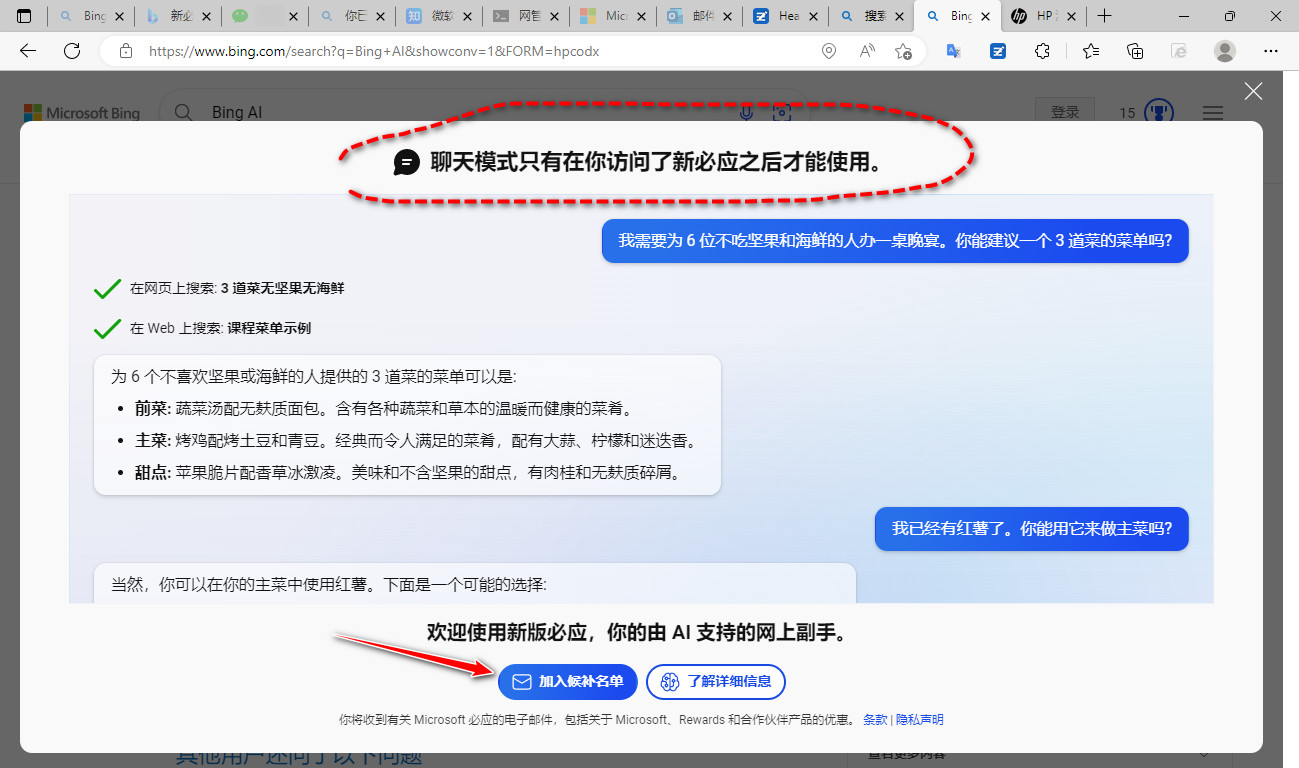 Bing
新必
你已
知 微软
网管
Micr
邮件
Hea
搜索
Bing
hp HP
https://www.bing.com/search?q=Bing+AI&showconv=1&FORM=hpcodx
Microsoft Bing
Bing AI
登录
15
聊天模式只有在你访问了新必应之后才能使用。
我需要为 6 位不吃坚果和海鲜的人办一桌晚宴。你能建议一个 3 道菜的菜单吗?
在网页上搜索: 3 道菜无坚果无海鲜
在 Web 上搜索: 课程菜单示例
为 6 个不喜欢坚果或海鲜的人提供的 3 道菜的菜单可以是:
• 前菜: 蔬菜汤配无麸质面包。含有各种蔬菜和草本的温暖而健康的菜肴。
• 主菜: 烤鸡配烤土豆和青豆。经典而令人满足的菜肴，配有大蒜、柠檬和迷迭香。
• 甜点: 苹果脆片配香草冰激凌。美味和不含坚果的甜点，有肉桂和无麸质碎屑。
我已经有红薯了。你能用它来做主菜吗?
当然，你可以在你的主菜中使用红薯。下面是一个可能的选择:
欢迎使用新版必应，你的由 AI 支持的网上副手。
加入候补名单
了解详细信息
你将收到有关 Microsoft 必应的电子邮件，包括关于 Microsoft、Rewards 和合作伙伴产品的优惠。 条款 | 隐私声明
其他用户还问了以下问题
查看更多内容